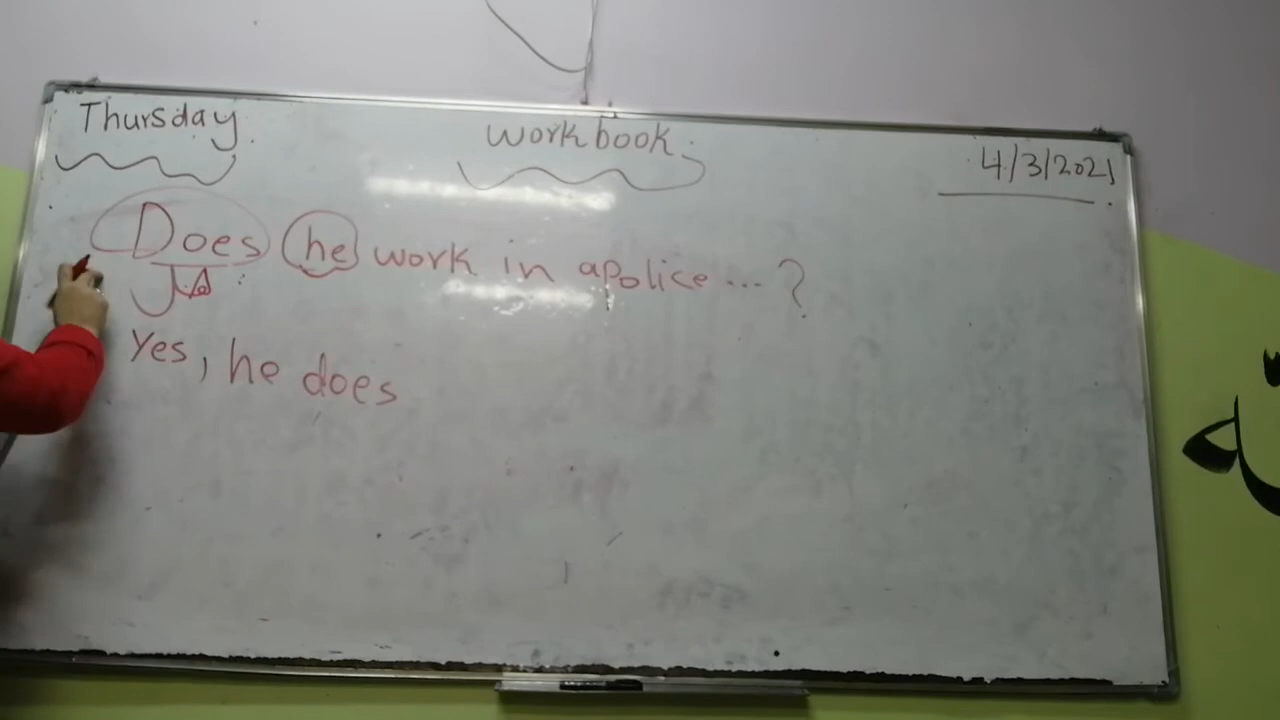 Thursday.
Workbook.
4/3/2021
Does he work in apolice...?
هل :
Yes, he does